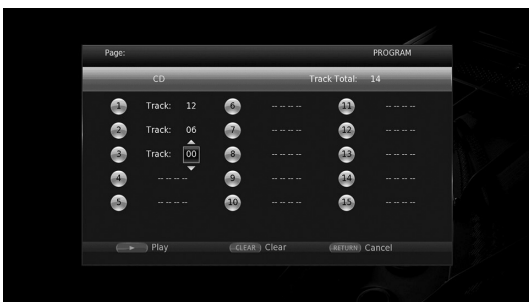 Page: PROGRAM
CD Track Total: 14
1 Track: 12 6 -- -- -- -- 11 -- -- -- --
2 Track: 06 7 -- -- -- -- 12 -- -- -- --
3 Track: 00 8 -- -- -- -- 13 -- -- -- --
4 -- -- -- -- 9 -- -- -- -- 14 -- -- -- --
5 -- -- -- -- 10 -- -- -- -- 15 -- -- -- --
Play CLEAR Clear RETURN Cancel